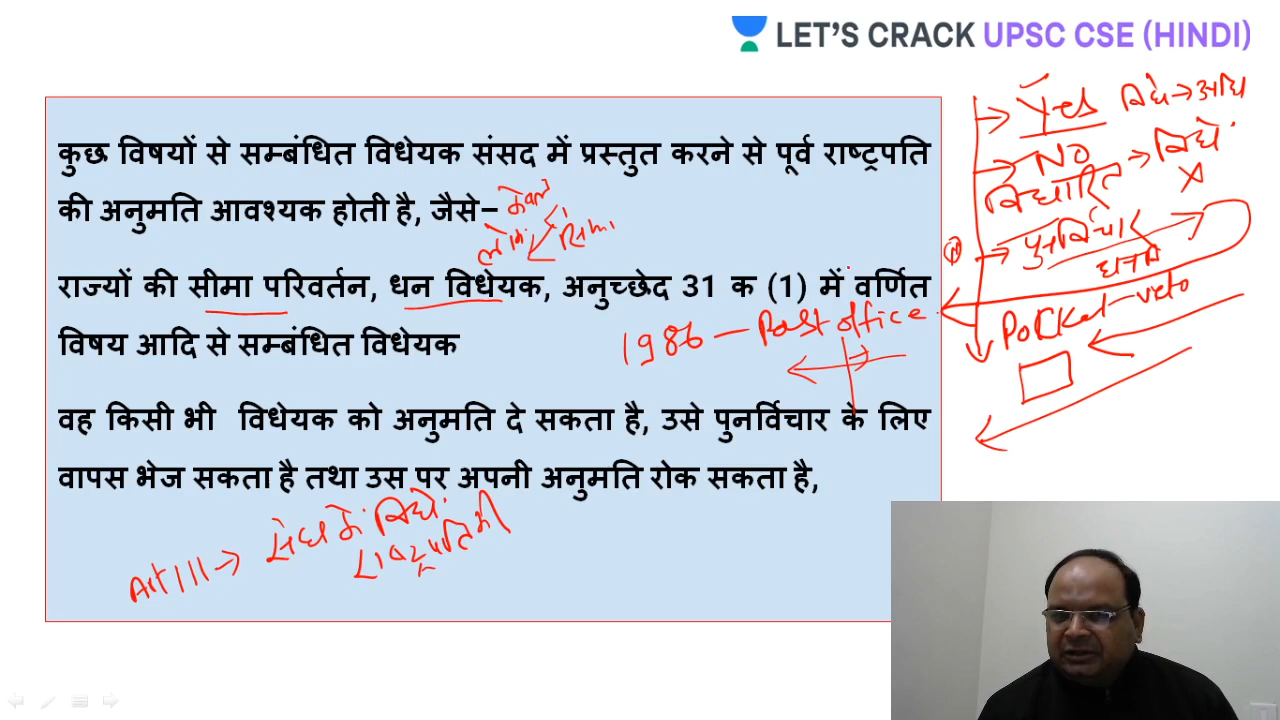 LET'S CRACK UPSC CSE (HINDI)
कुछ विषयों से सम्बंधित विधेयक संसद में प्रस्तुत करने से पूर्व राष्ट्रपति
की अनुमति आवश्यक होती है, जैसे–
राज्यों की सीमा परिवर्तन, धन विधेयक, अनुच्छेद 31 क (1) में वर्णित
विषय आदि से सम्बंधित विधेयक
वह किसी भी विधेयक को अनुमति दे सकता है, उसे पुनर्विचार के लिए
वापस भेज सकता है तथा उस पर अपनी अनुमति रोक सकता है,
1986 – Post office
Art 111 → संघ के विधे.
राष्ट्रपति की
Yes विधे → अधि
NO → विधे.
विधारित X
पुनर्विचार
Pocket-veto